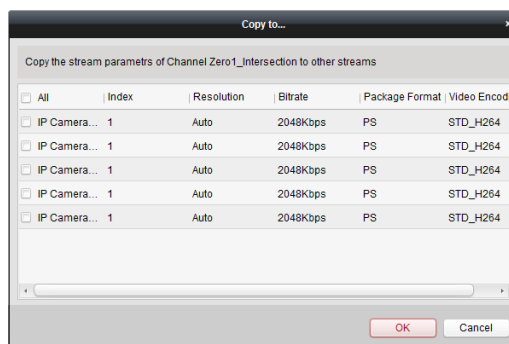 Copy to...
Copy the stream parametrs of Channel Zero1_Intersection to other streams
All Index Resolution Bitrate Package Format Video Encodi
IP Camera... 1 Auto 2048Kbps PS STD_H264
IP Camera... 1 Auto 2048Kbps PS STD_H264
IP Camera... 1 Auto 2048Kbps PS STD_H264
IP Camera... 1 Auto 2048Kbps PS STD_H264
IP Camera... 1 Auto 2048Kbps PS STD_H264
OK Cancel